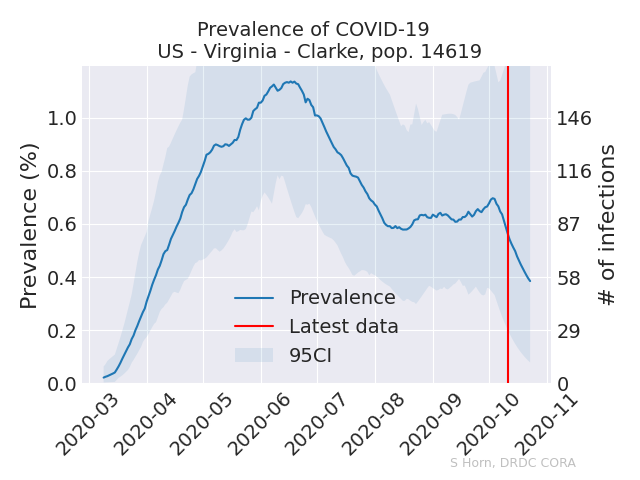 Prevalence of COVID-19
US - Virginia - Clarke, pop. 14619
Prevalence (%)
1.0
0.8
0.6
0.4
0.2
0.0
146
116
87
58
29
0
# of infections
Prevalence
Latest data
95CI
2020-03
2020-04
2020-05
2020-06
2020-07
2020-08
2020-09
2020-10
2020-11
S Horn, DRDC CORA